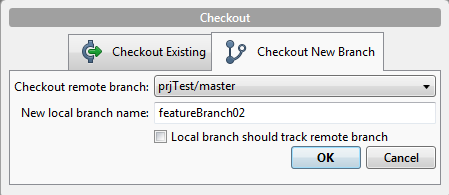 Checkout
Checkout Existing Checkout New Branch
Checkout remote branch: prjTest/master
New local branch name: featureBranch02
Local branch should track remote branch
OK Cancel